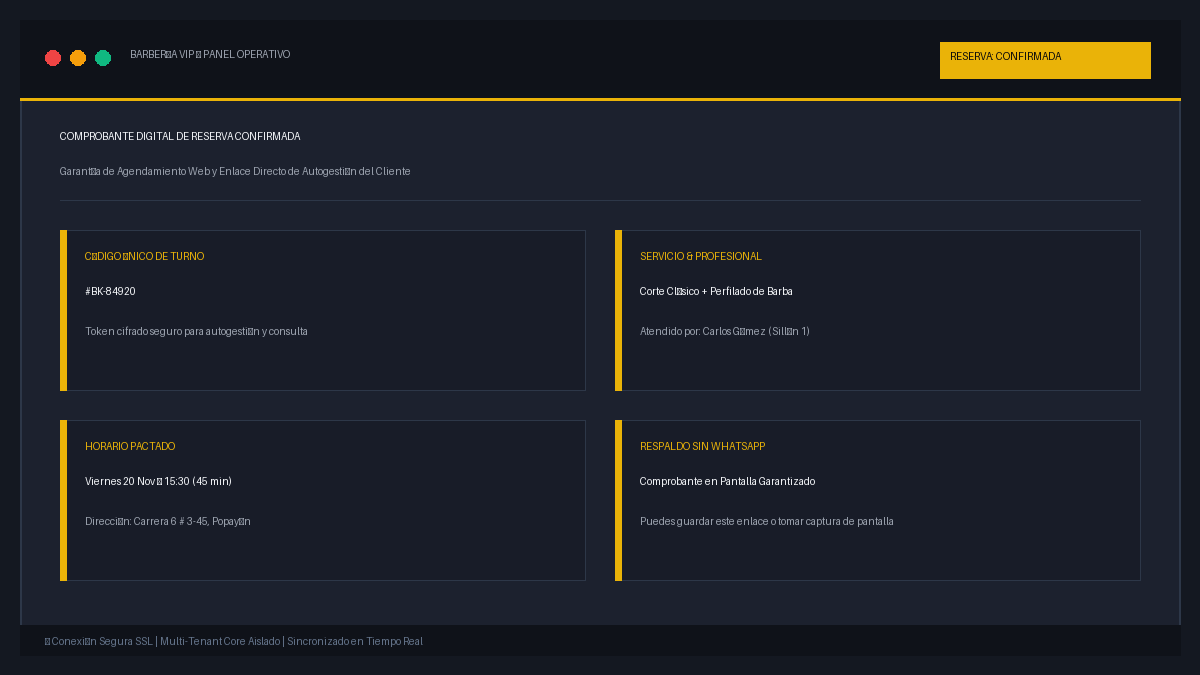 BARBER▯A VIP ▯ PANEL OPERATIVO
RESERVA: CONFIRMADA
COMPROBANTE DIGITAL DE RESERVA CONFIRMADA
Garant▯a de Agendamiento Web y Enlace Directo de Autogesti▯n del Cliente
C▯DIGO ▯NICO DE TURNO
#BK-84920
Token cifrado seguro para autogesti▯n y consulta
SERVICIO & PROFESIONAL
Corte Cl▯sico + Perfilado de Barba
Atendido por: Carlos G▯mez (Sill▯n 1)
HORARIO PACTADO
Viernes 20 Nov ▯ 15:30 (45 min)
Direcci▯n: Carrera 6 # 3-45, Popay▯n
RESPALDO SIN WHATSAPP
Comprobante en Pantalla Garantizado
Puedes guardar este enlace o tomar captura de pantalla
▯ Conexi▯n Segura SSL | Multi-Tenant Core Aislado | Sincronizado en Tiempo Real